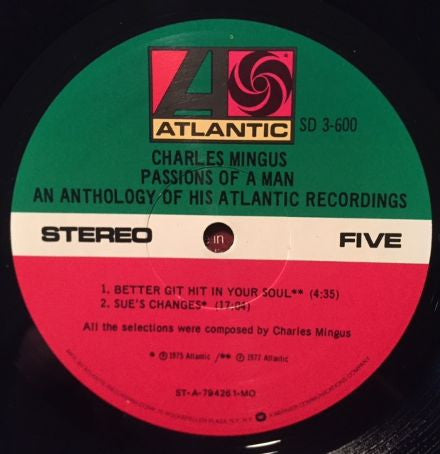 ATLANTIC
SD 3-600
CHARLES MINGUS
PASSIONS OF A MAN
AN ANTHOLOGY OF HIS ATLANTIC RECORDINGS
STEREO
in
FIVE
1. BETTER GIT HIT IN YOUR SOUL** (4:35)
2. SUE'S CHANGES* (17:04)
All the selections were composed by Charles Mingus
* ℗ 1975 Atlantic /** ℗ 1977 Atlantic
ST-A-794261-MO